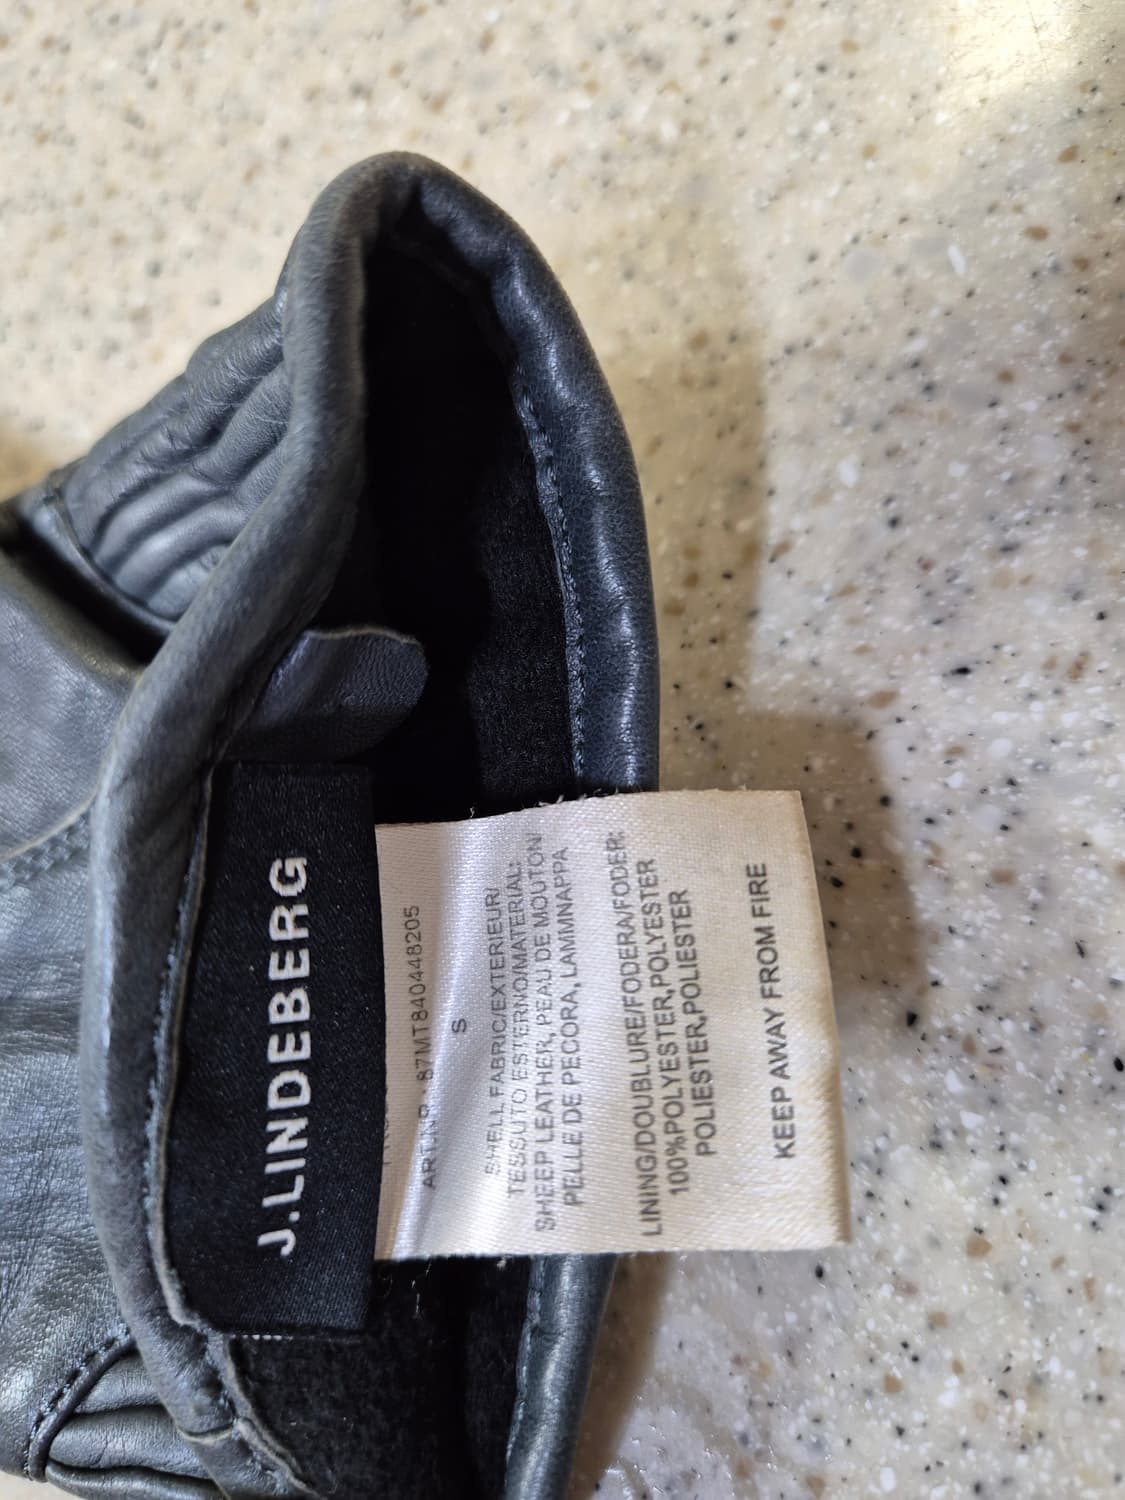 J.LINDEBERG
ART.NR: 87MT840448205
S
SHELL FABRIC/EXTERIEUR/
TESSUTO ESTERNO/MATERIAL:
SHEEP LEATHER,PEAU DE MOUTON/
PELLE DE PECORA,LAMMNAPPA
LINING/DOUBLURE/FODERA/FODER:
100%POLYESTER,POLYESTER
POLIESTER,POLIESTER
KEEP AWAY FROM FIRE